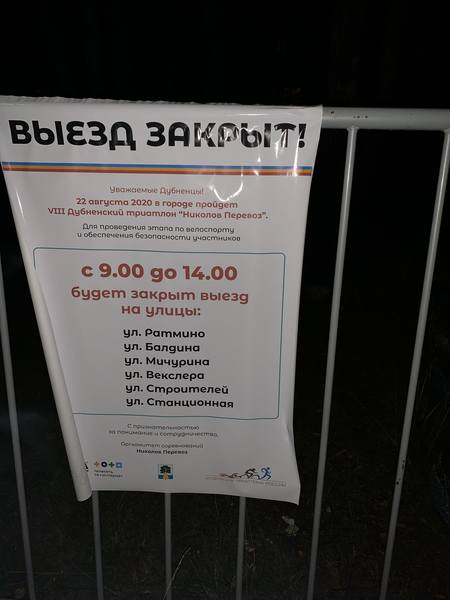 ВЫЕЗД ЗАКРЫТ!
Уважаемые Дубненцы!
22 августа 2020 в городе пройдет
VIII Дубненский триатлон "Николов Перевоз".
Для проведения этапа по велоспорту
и обеспечения безопасности участников
с 9.00 до 14.00
будет закрыт выезд
на улицы:
ул. Ратмино
ул. Балдина
ул. Мичурина
ул. Векслера
ул. Строителей
ул. Станционная
С признательностью
за понимание и сотрудничество,
Оргкомитет соревнований
Николов Перевоз